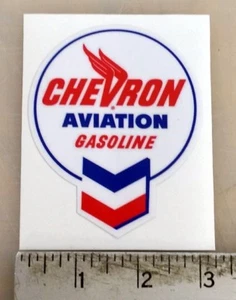 CHEVRON
AVIATION
GASOLINE
1 2 3